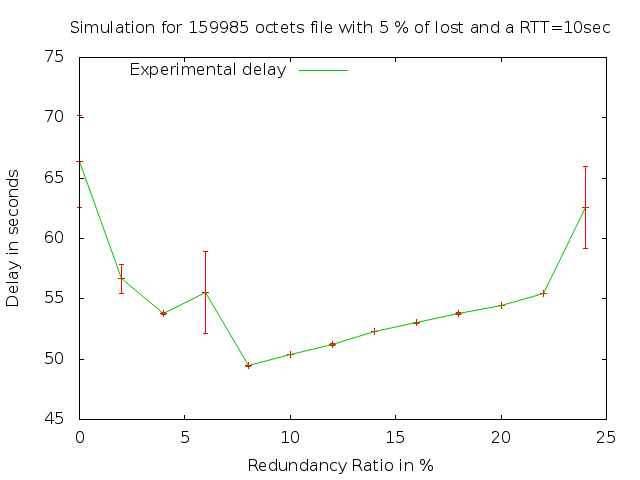 Simulation for 159985 octets file with 5 % of lost and a RTT=10sec
75
Experimental delay
70
65
60
55
50
45
Delay in seconds
0 5 10 15 20 25
Redundancy Ratio in %